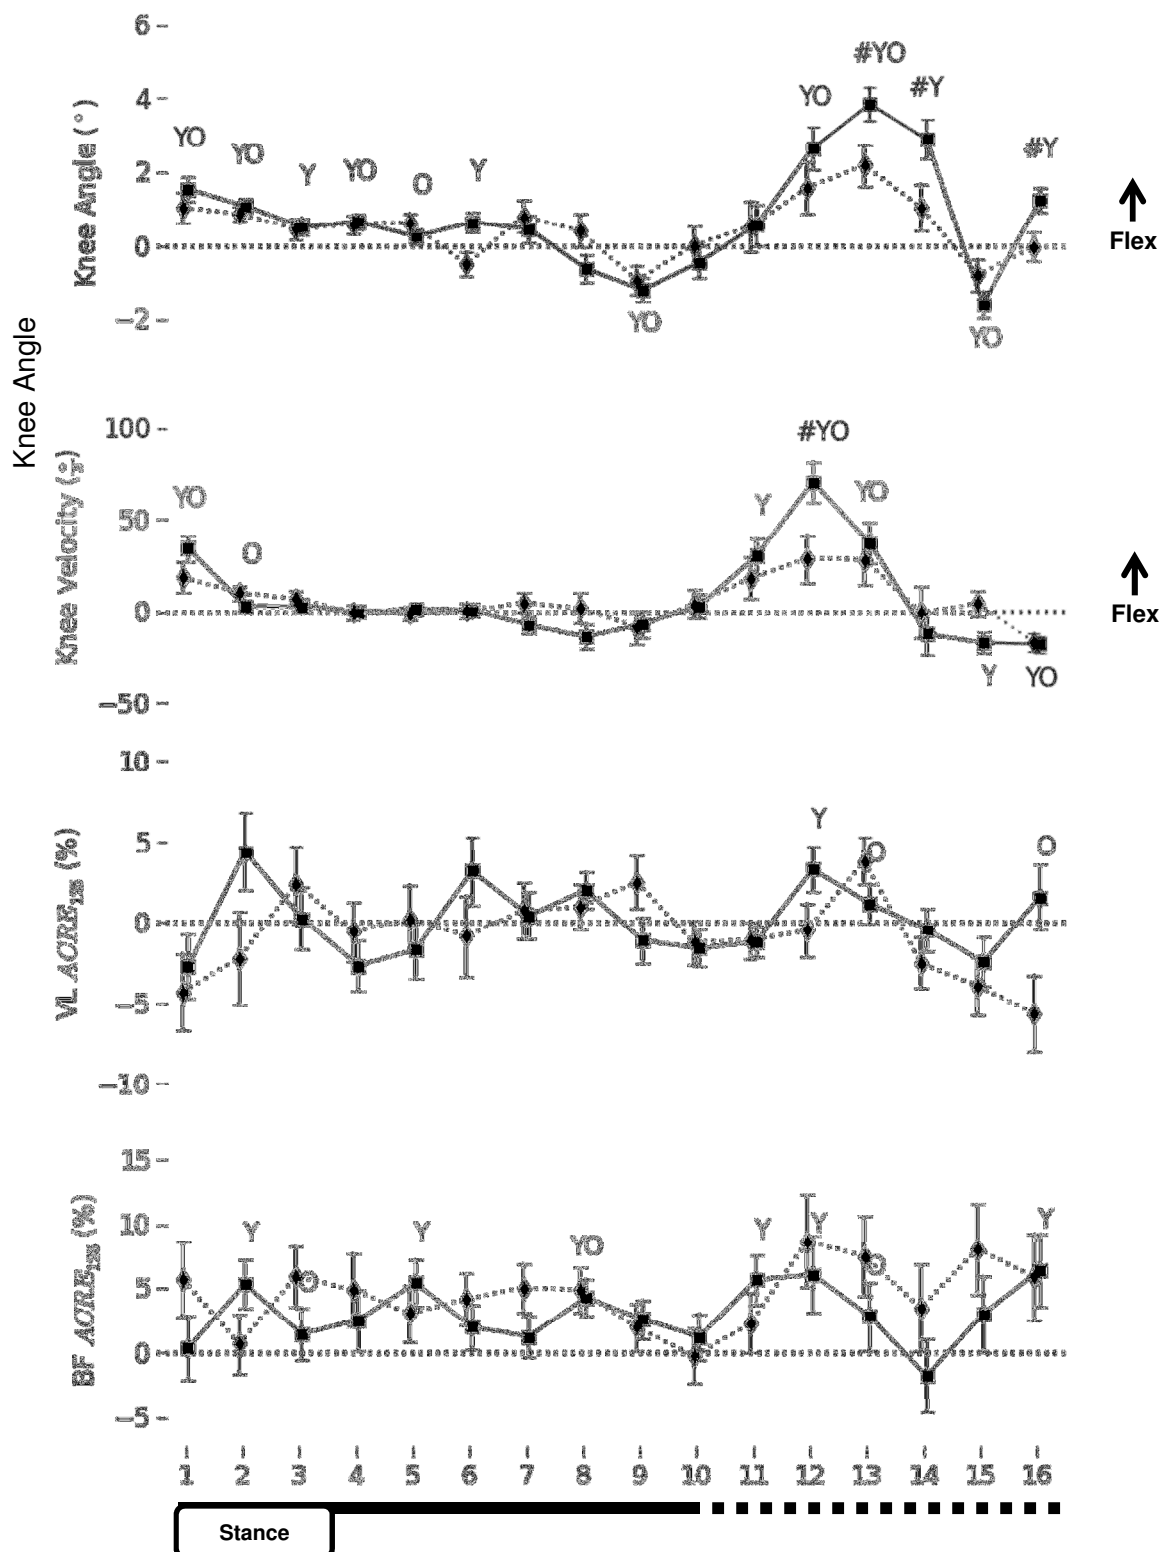 Knee Angle
Knee Angle (°)
6
4
2
0
−2
YO
YO
Y
YO
O
Y
YO
YO
#YO
#Y
YO
#Y
Flex
Knee Velocity
100
50
0
−50
YO
O
Y
#YO
YO
Y
YO
Flex
VL ACRE (%)
10
5
0
−5
−10
Y
O
O
BF ACRE (%)
15
10
5
0
−5
Y
O
Y
YO
Y
Y
O
Y
1 2 3 4 5 6 7 8 9 10 11 12 13 14 15 16
Stance